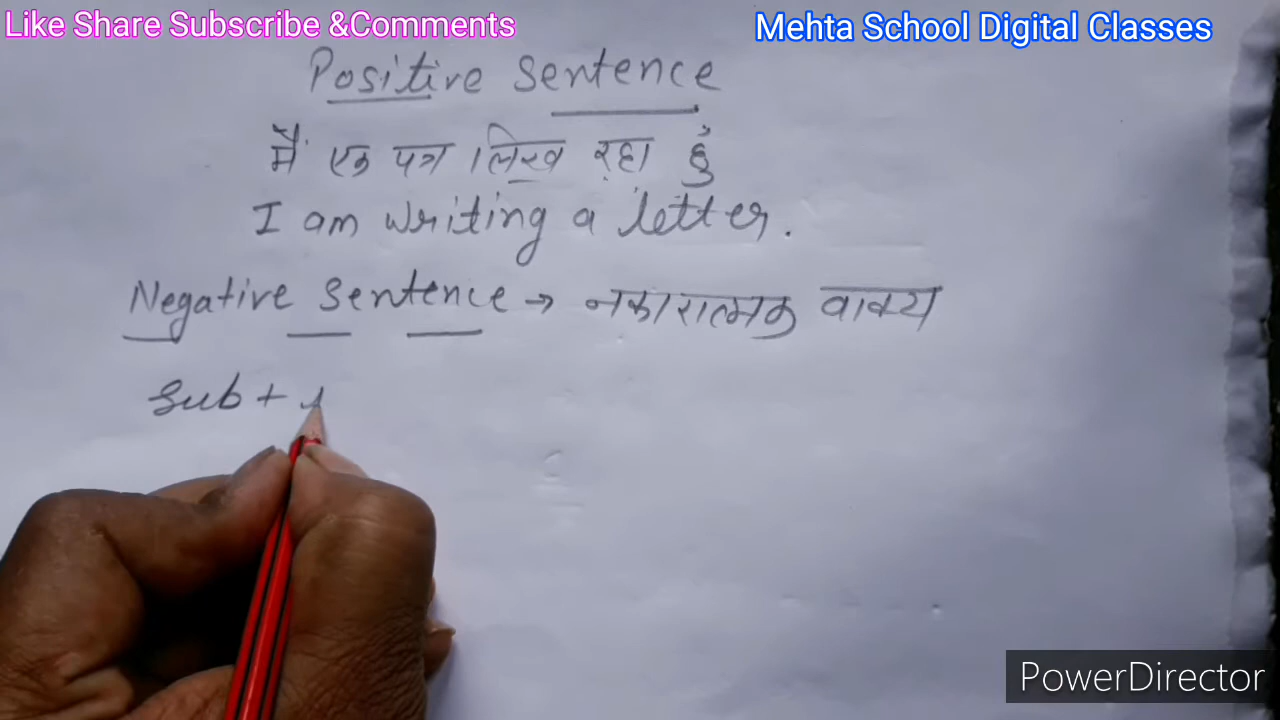 Like Share Subscribe &Comments
Mehta School Digital Classes
Positive Sentence
मैं एक पत्र लिख रहा हुँ
I am writing a letter.
Negative Sentence → नकारात्मक वाक्य
Sub +
PowerDirector